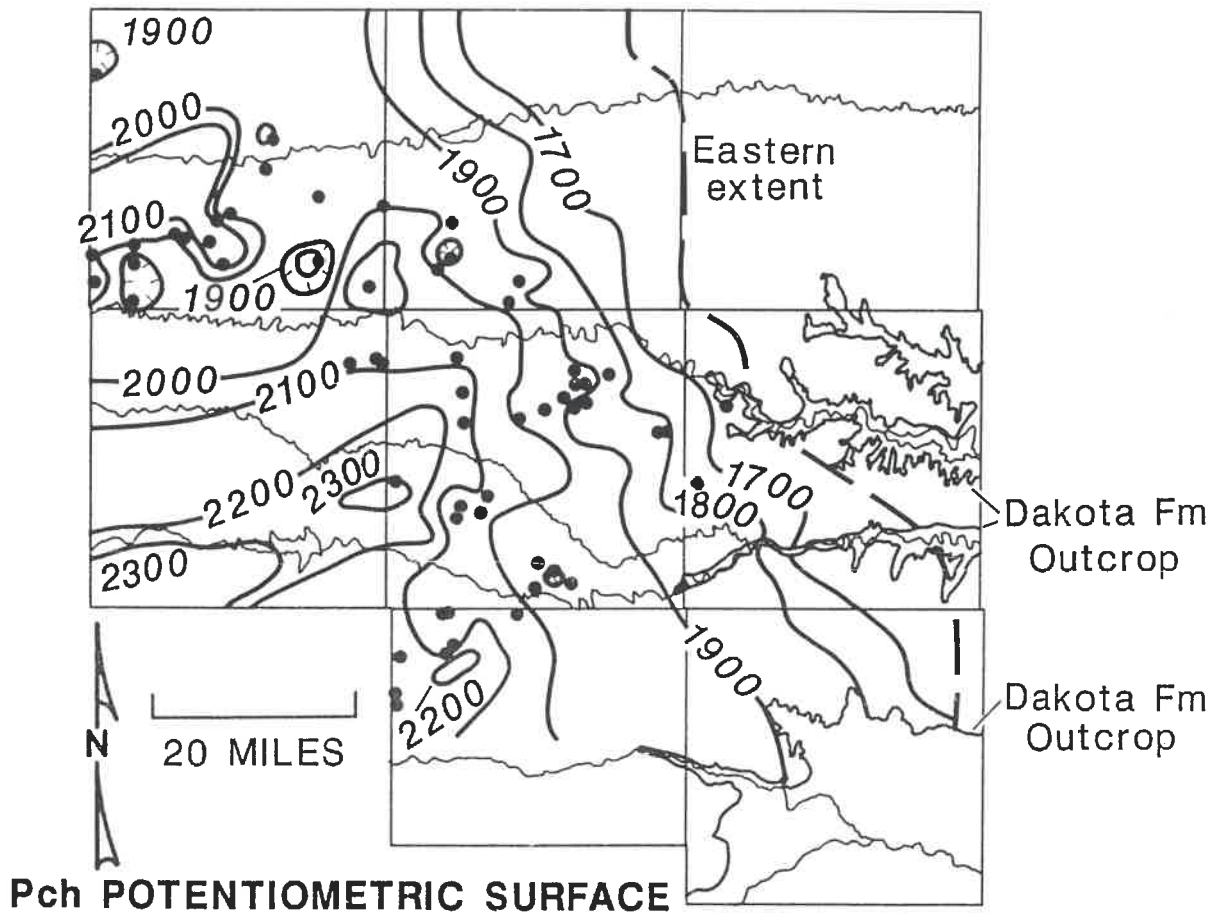 1900
2000
1700
1900
Eastern
extent
2100
1900
2000
2100
2200
2300
1700
1800
Dakota Fm
Outcrop
2300
1900
2200
Dakota Fm
Outcrop
N
20 MILES
Pch POTENTIOMETRIC SURFACE